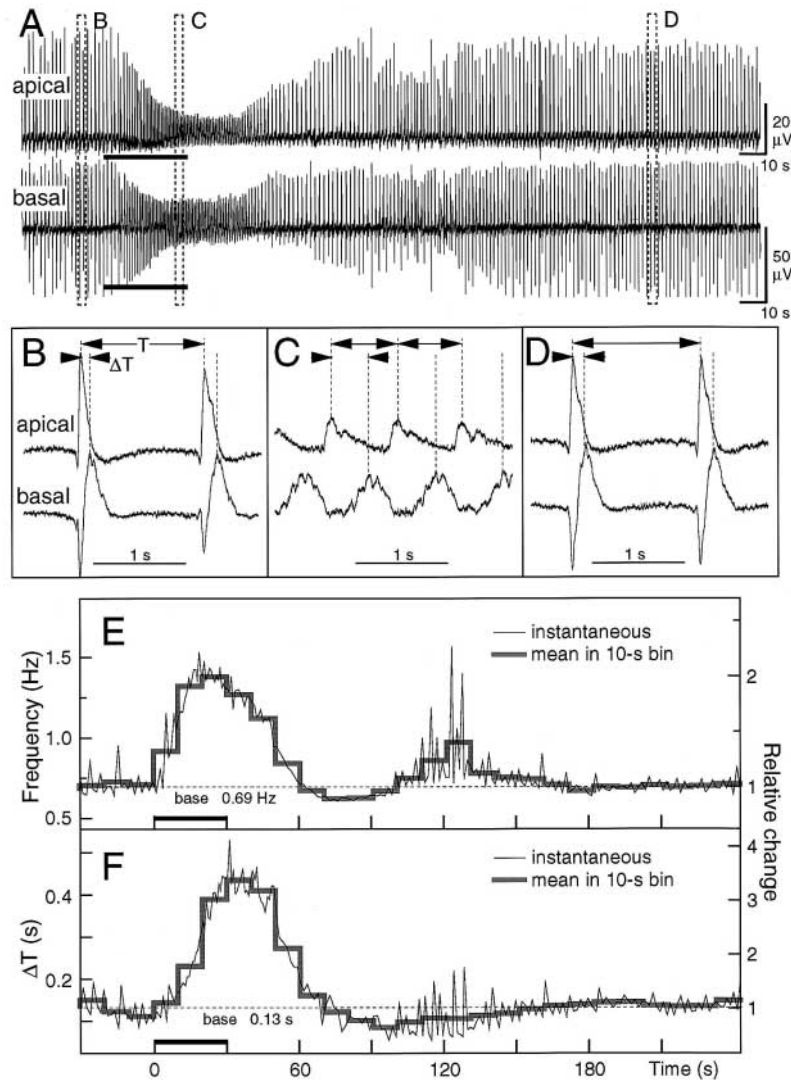 A
B
C
D
apical
20
μV
10 s
basal
50
μV
10 s
B
T
ΔT
C
D
apical
basal
1 s
1 s
1 s
E
instantaneous
mean in 10-s bin
1.5
1.0
0.5
Frequency (Hz)
2
1
base 0.69 Hz
Relative change
F
instantaneous
mean in 10-s bin
0.4
0.2
ΔT (s)
4
3
2
1
base 0.13 s
0
60
120
180
Time (s)